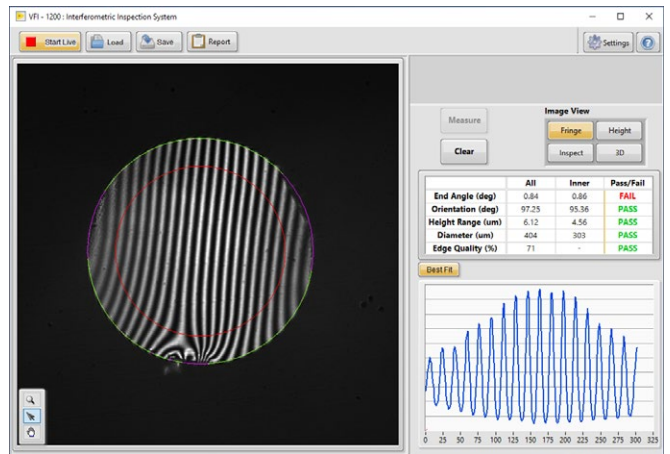 VFI - 1200 : Interferometric Inspection System
Start Live Load Save Report Settings
Measure
Clear
Image View
Fringe Height
Inspect 3D
All Inner Pass/Fail
End Angle (deg) 0.84 0.86 FAIL
Orientation (deg) 97.25 95.36 PASS
Height Range (um) 6.12 4.56 PASS
Diameter (um) 404 303 PASS
Edge Quality (%) 71 - PASS
Best Fit
0 25 50 75 100 125 150 175 200 225 250 275 300 325